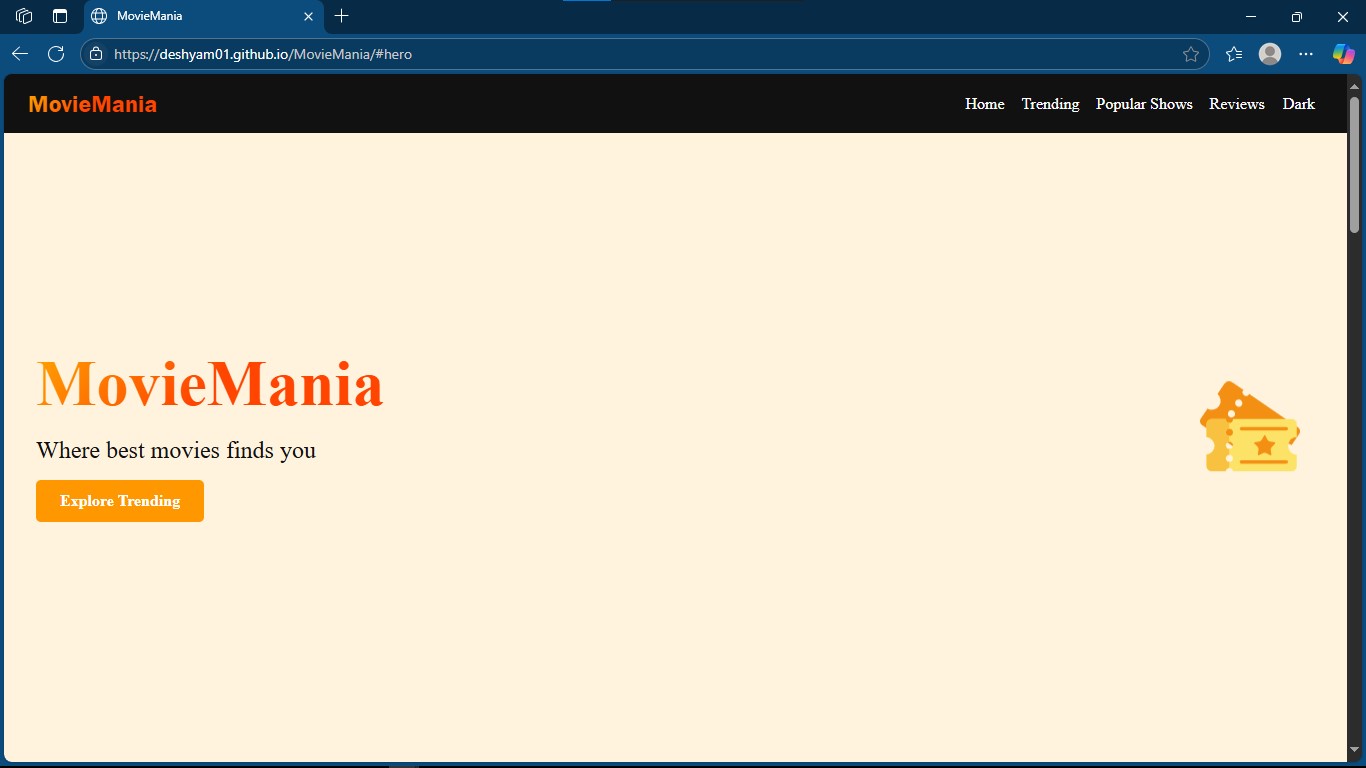 MovieMania
https://deshyam01.github.io/MovieMania/#hero
MovieMania
Home Trending Popular Shows Reviews Dark
MovieMania
Where best movies finds you
Explore Trending